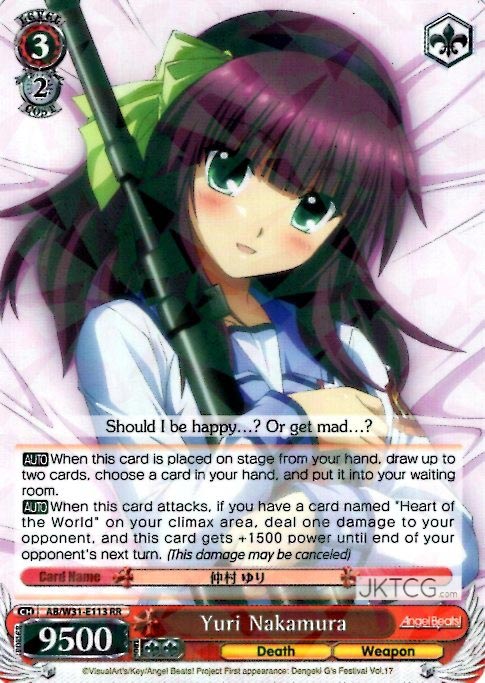 LEVEL
3
2
COST
Should I be happy...? Or get mad...?
AUTO When this card is placed on stage from your hand, draw up to
two cards, choose a card in your hand, and put it into your waiting
room.
AUTO When this card attacks, if you have a card named "Heart of
the World" on your climax area, deal one damage to your
opponent, and this card gets +1500 power until end of your
opponent's next turn. (This damage may be canceled)
Card Name 仲村 ゆり
JKTCG.com
CH AB/W31-E113 RR
Yuri Nakamura
Angel Beats!
POWER
9500
Death Weapon
©VisualArt's/Key/Angel Beats! Project First appearance: Dengeki G's Festival Vol.17